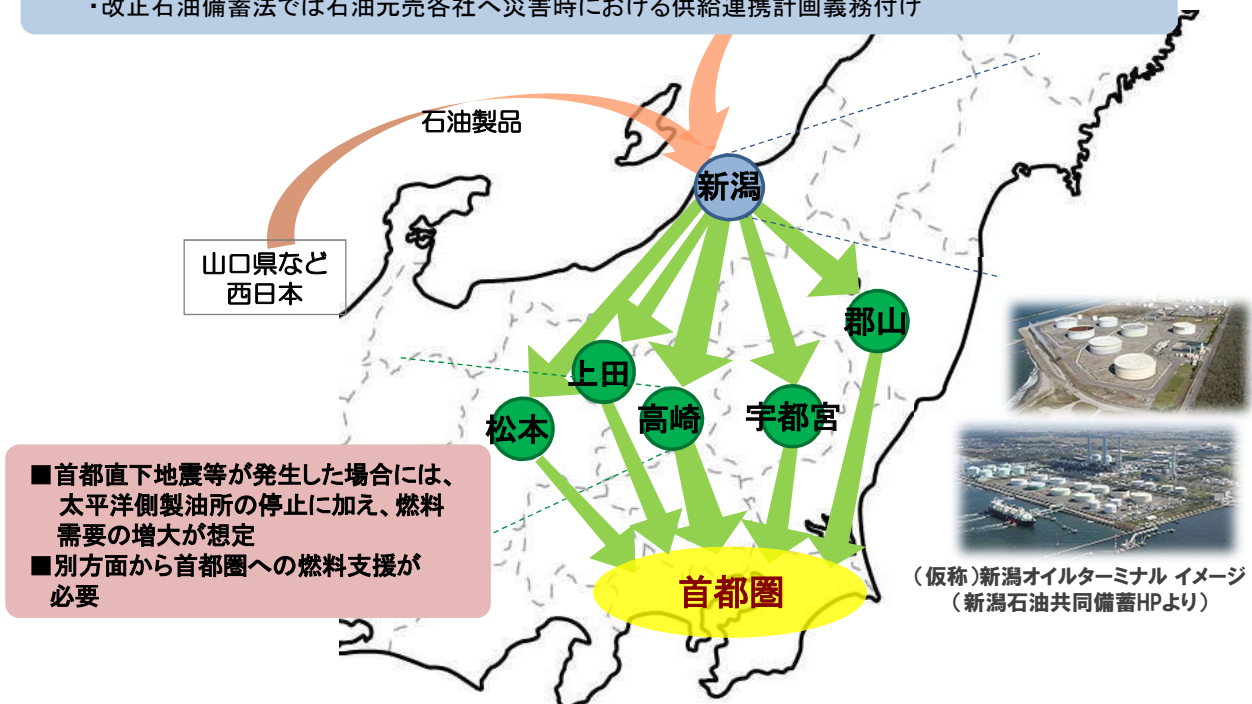 ・改正石油備蓄法では石油元売各社へ災害時における供給連携計画義務付け
石油製品
新潟
山口県など
西日本
郡山
上田
松本
高崎
宇都宮
■首都直下地震等が発生した場合には、
太平洋側製油所の停止に加え、燃料
需要の増大が想定
■別方面から首都圏への燃料支援が
必要
首都圏
（仮称）新潟オイルターミナル イメージ
（新潟石油共同備蓄HPより）